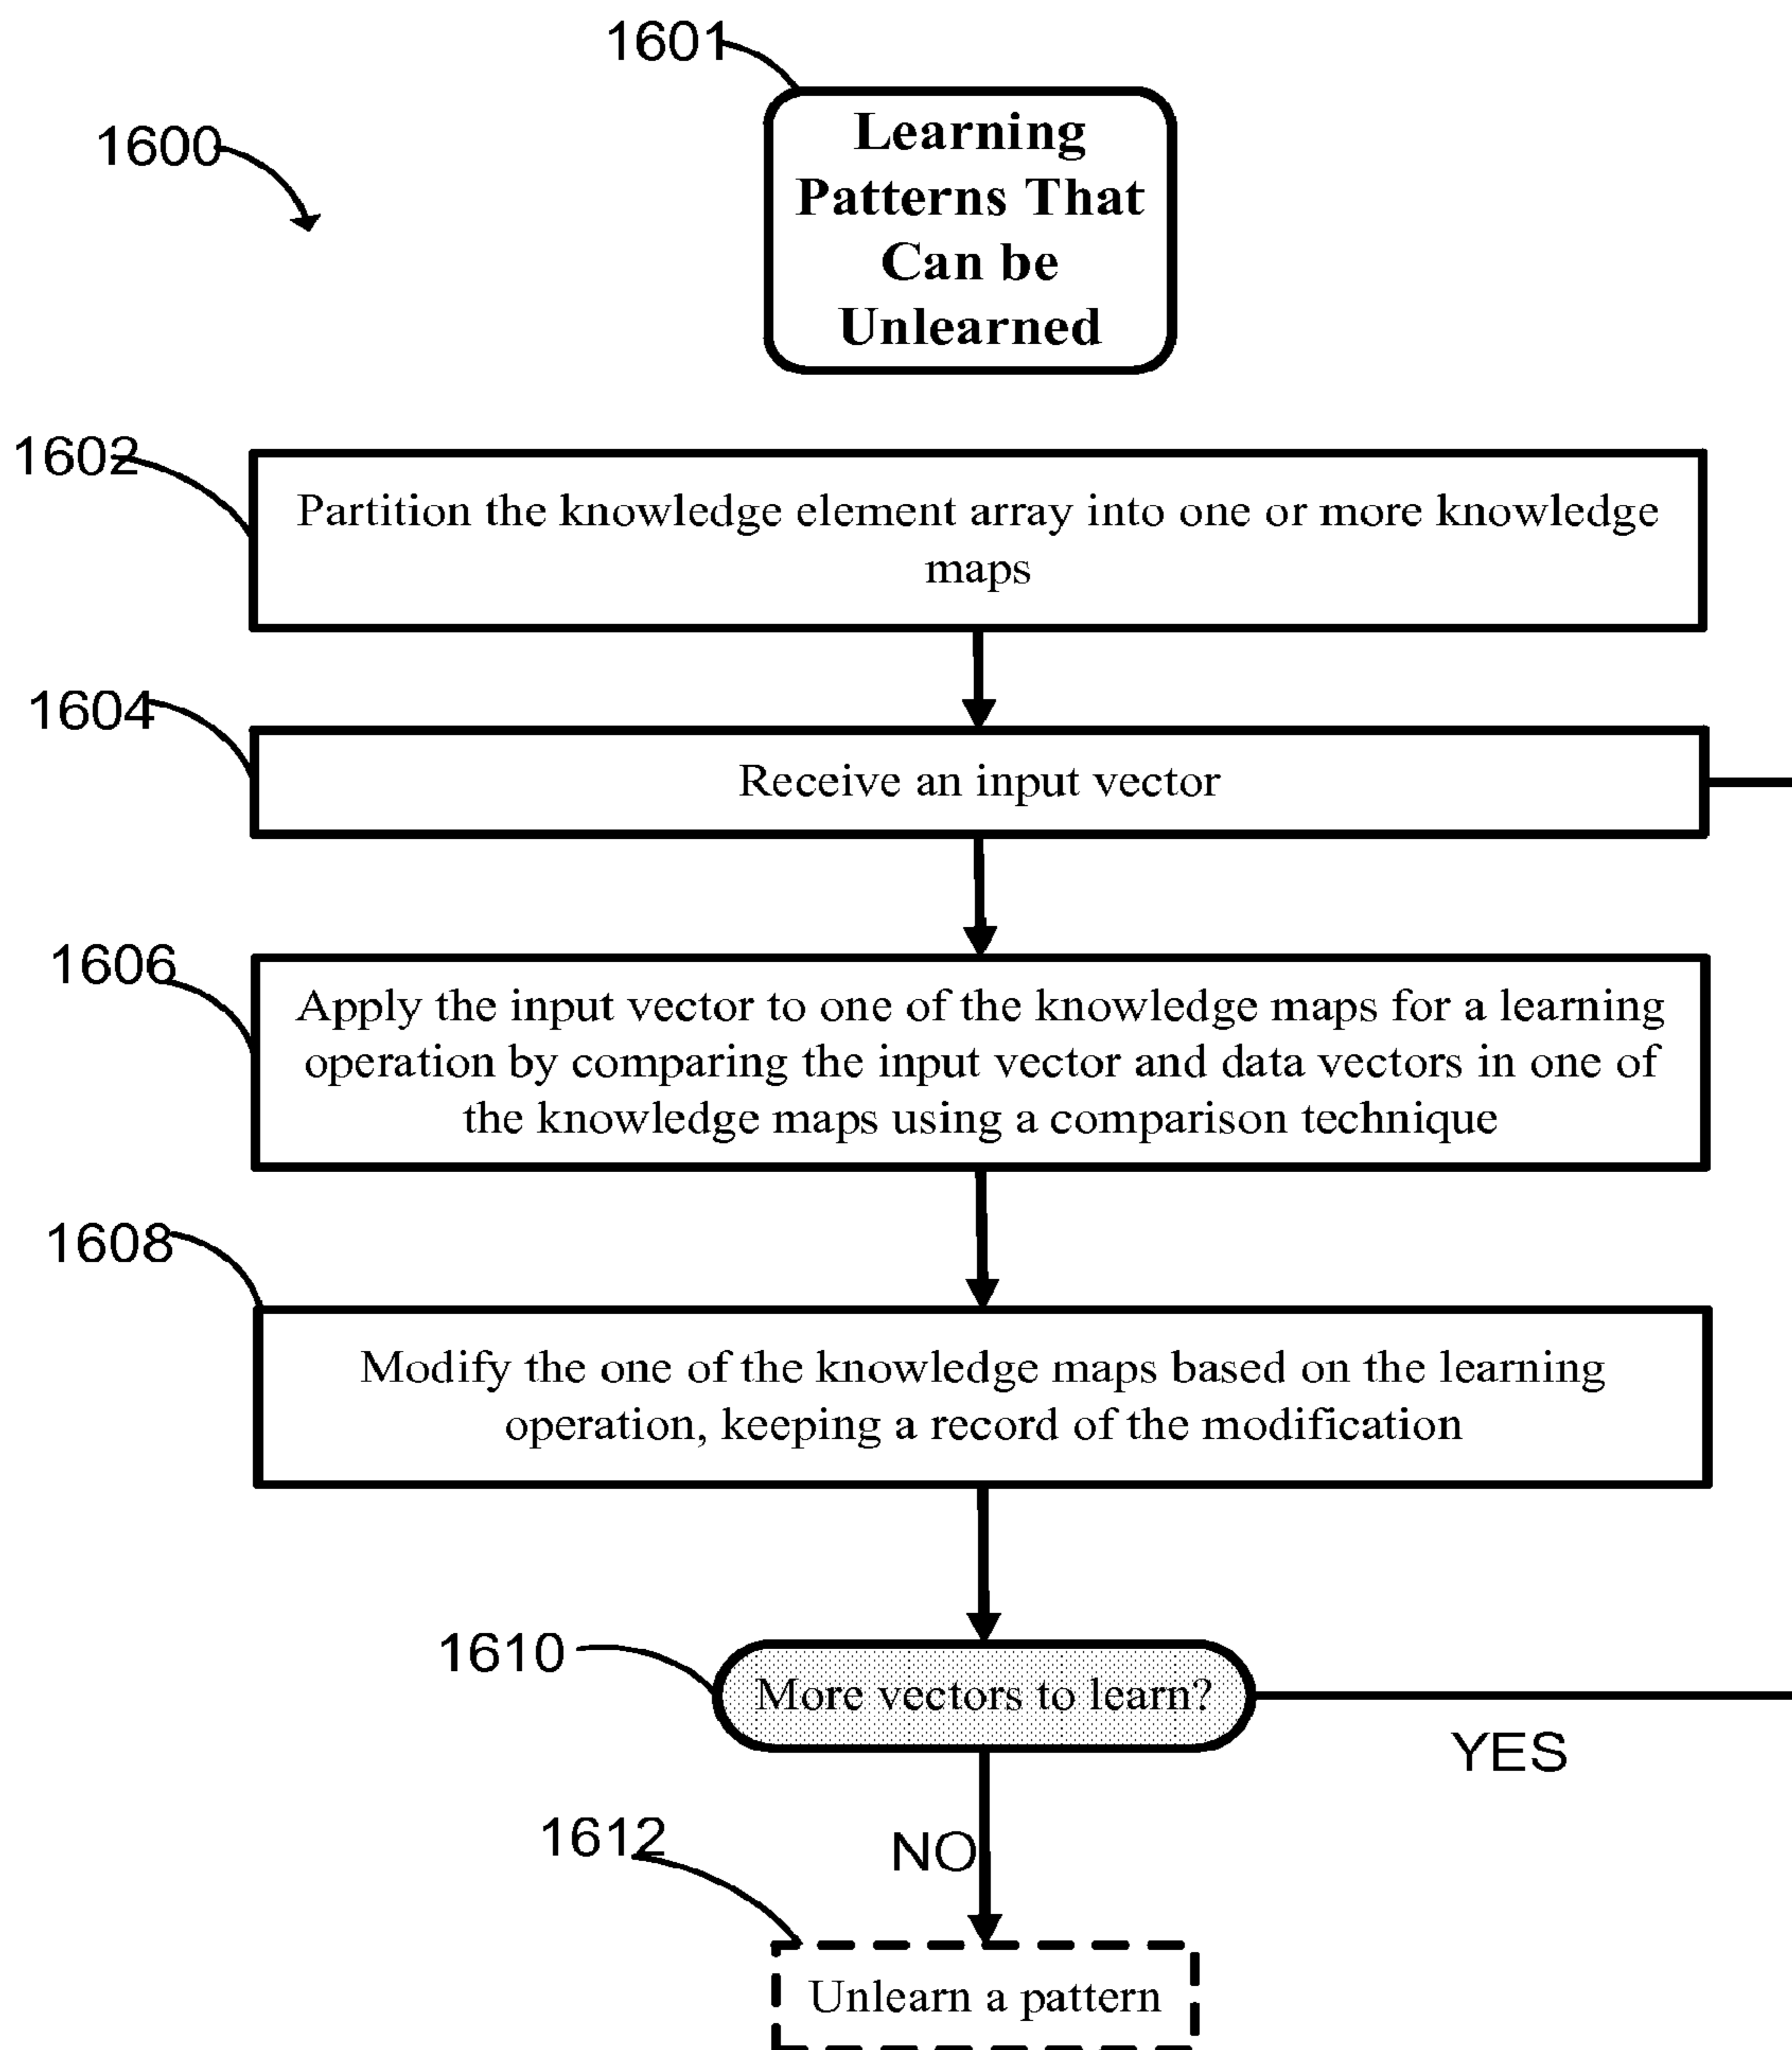 1601
1600
Learning
Patterns That
Can be
Unlearned
1602
Partition the knowledge element array into one or more knowledge
maps
1604
Receive an input vector
1606
Apply the input vector to one of the knowledge maps for a learning
operation by comparing the input vector and data vectors in one of
the knowledge maps using a comparison technique
1608
Modify the one of the knowledge maps based on the learning
operation, keeping a record of the modification
1610
More vectors to learn?
YES
1612
NO
Unlearn a pattern